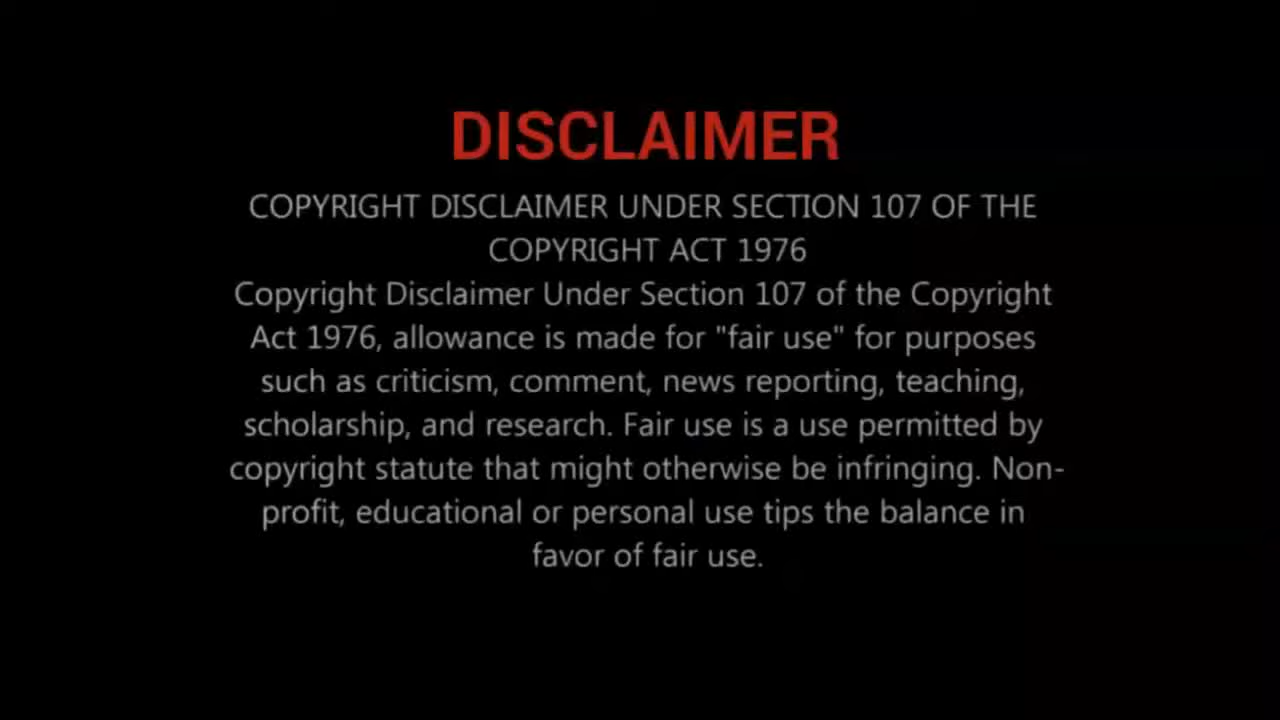 DISCLAIMER
COPYRIGHT DISCLAIMER UNDER SECTION 107 OF THE
COPYRIGHT ACT 1976
Copyright Disclaimer Under Section 107 of the Copyright
Act 1976, allowance is made for "fair use" for purposes
such as criticism, comment, news reporting, teaching,
scholarship, and research. Fair use is a use permitted by
copyright statute that might otherwise be infringing. Non-
profit, educational or personal use tips the balance in
favor of fair use.